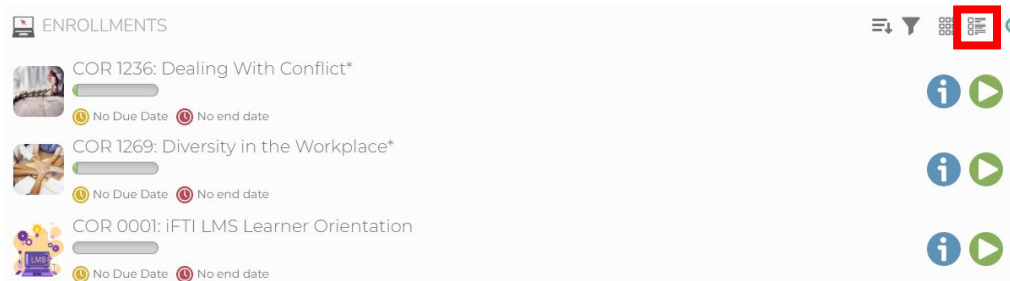 ENROLLMENTS
COR 1236: Dealing With Conflict*
No Due Date No end date
COR 1269: Diversity in the Workplace*
No Due Date No end date
COR 0001: iFTI LMS Learner Orientation
LMS
No Due Date No end date